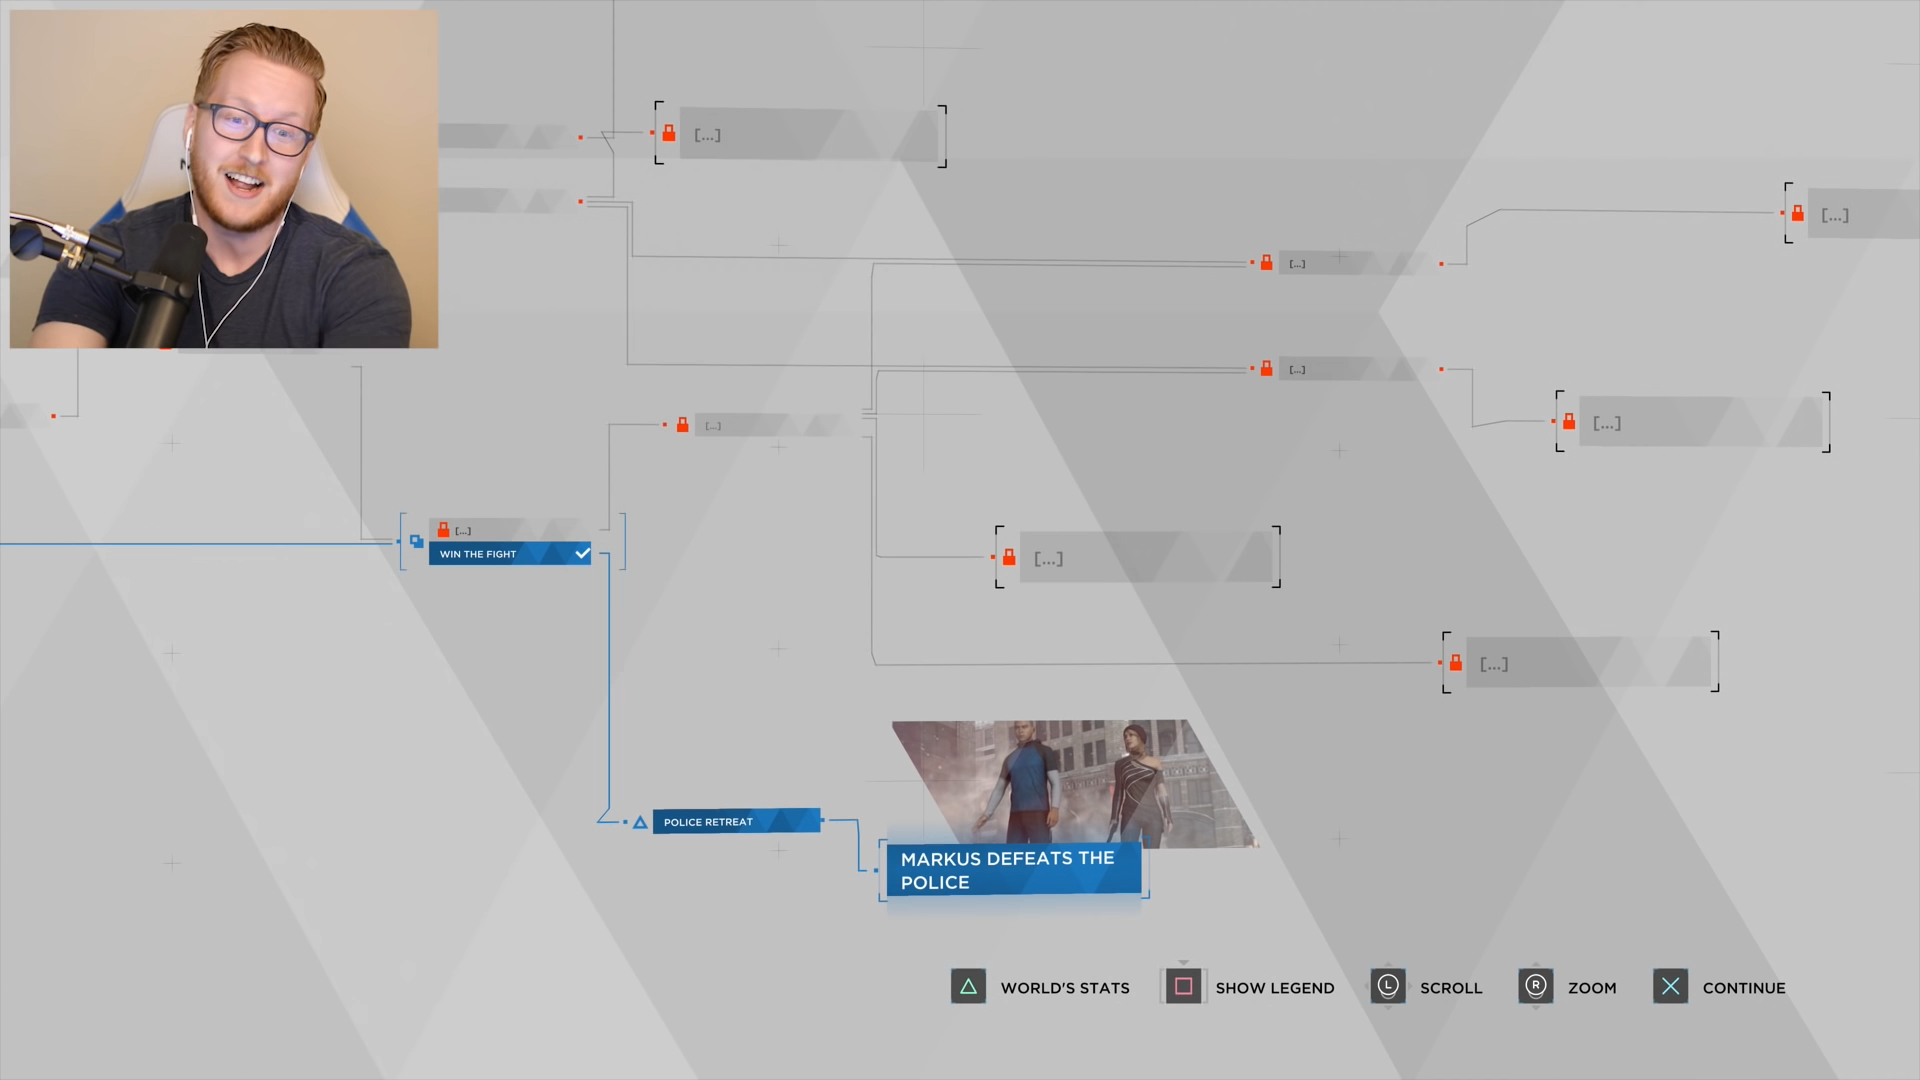 [...]
[...]
[...]
[...]
[...]
[...]
[...]
WIN THE FIGHT
[...]
[...]
POLICE RETREAT
MARKUS DEFEATS THE
POLICE
WORLD'S STATS
SHOW LEGEND
L
SCROLL
R
ZOOM
CONTINUE